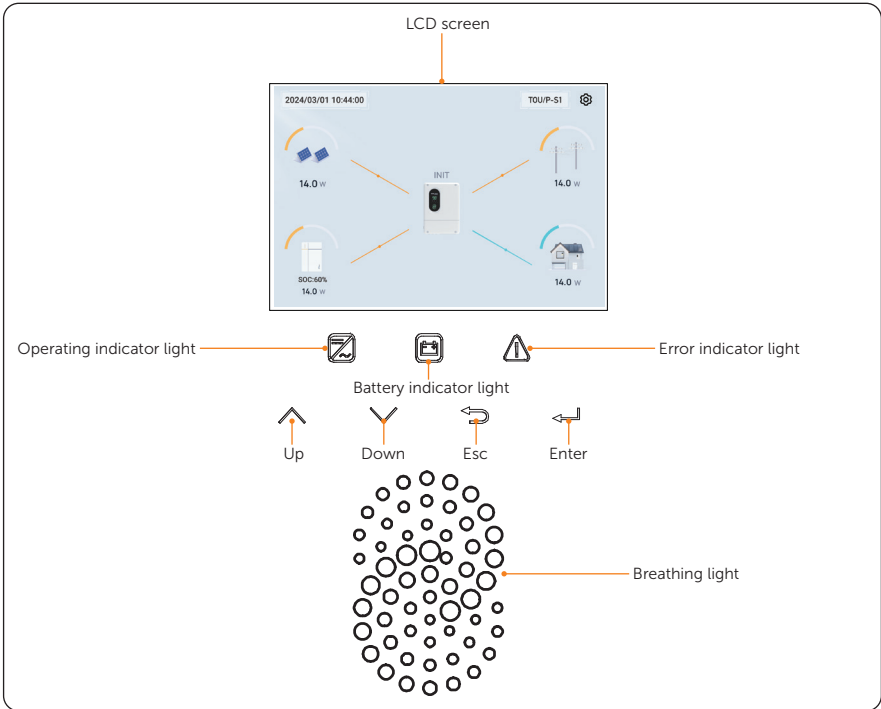 LCD screen
2024/03/01 10:44:00
TOU/P-S1
INIT
14.0 W
14.0 W
SOC:60%
14.0 W
14.0 W
Operating indicator light
Error indicator light
Battery indicator light
Up
Down
Esc
Enter
Breathing light